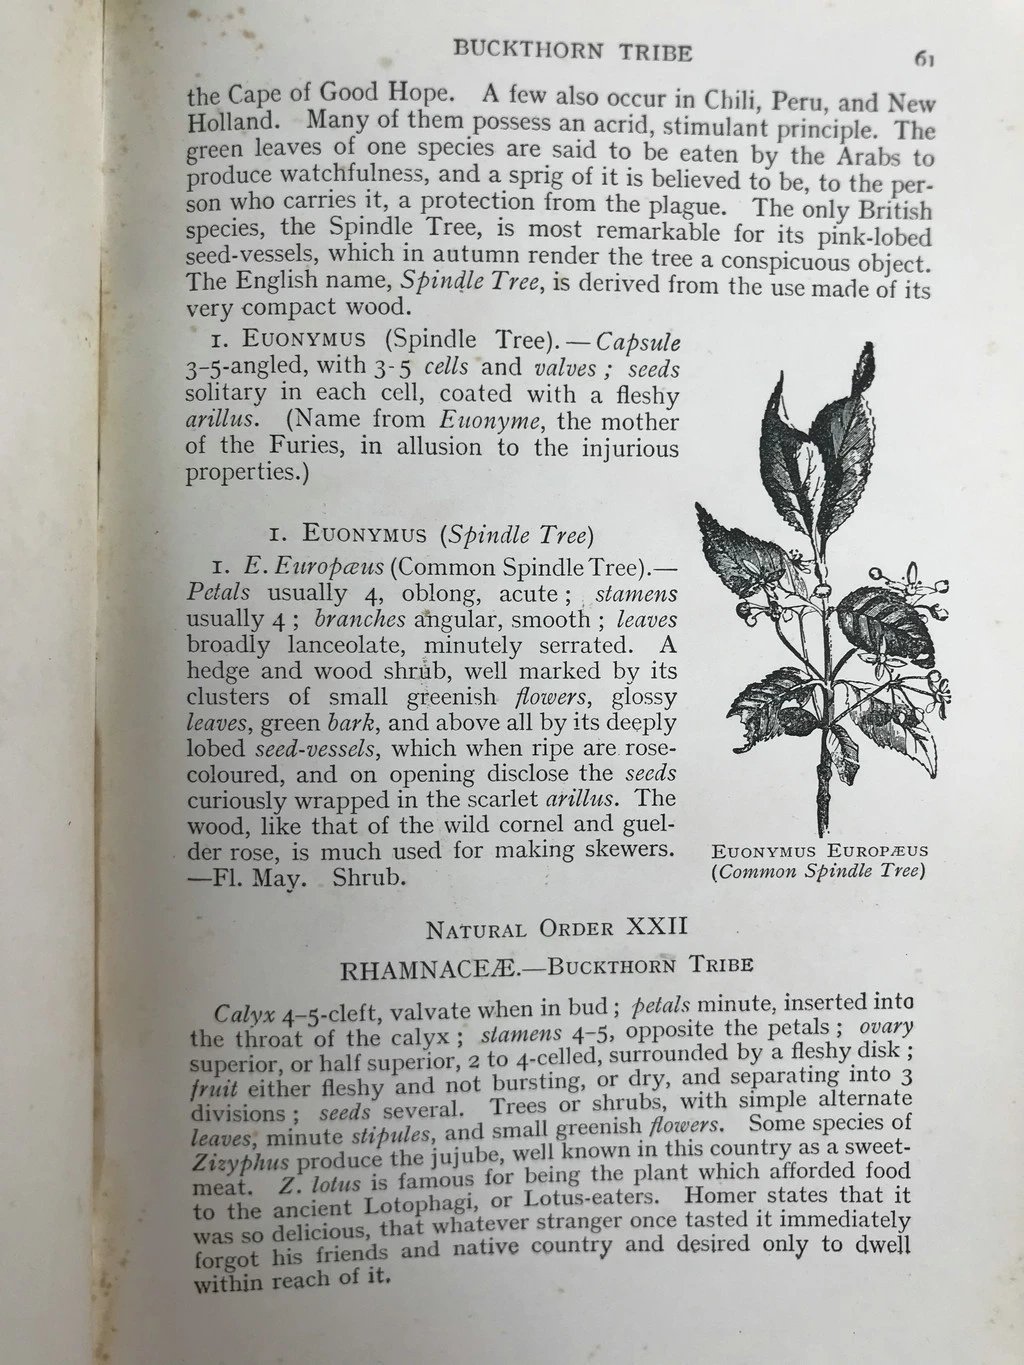 BUCKTHORN TRIBE 61
the Cape of Good Hope. A few also occur in Chili, Peru, and New
Holland. Many of them possess an acrid, stimulant principle. The
green leaves of one species are said to be eaten by the Arabs to
produce watchfulness, and a sprig of it is believed to be, to the per-
son who carries it, a protection from the plague. The only British
species, the Spindle Tree, is most remarkable for its pink-lobed
seed-vessels, which in autumn render the tree a conspicuous object.
The English name, Spindle Tree, is derived from the use made of its
very compact wood.
1. EUONYMUS (Spindle Tree).—Capsule
3-5-angled, with 3-5 cells and valves; seeds
solitary in each cell, coated with a fleshy
arillus. (Name from Euonyme, the mother
of the Furies, in allusion to the injurious
properties.)
1. EUONYMUS (Spindle Tree)
1. E. Europæus (Common Spindle Tree).—
Petals usually 4, oblong, acute; stamens
usually 4; branches angular, smooth; leaves
broadly lanceolate, minutely serrated. A
hedge and wood shrub, well marked by its
clusters of small greenish flowers, glossy
leaves, green bark, and above all by its deeply
lobed seed-vessels, which when ripe are rose-
coloured, and on opening disclose the seeds
curiously wrapped in the scarlet arillus. The
wood, like that of the wild cornel and guel-
der rose, is much used for making skewers.
—Fl. May. Shrub.
EUONYMUS EUROPÆUS
(Common Spindle Tree)
NATURAL ORDER XXII
RHAMNACEÆ.—BUCKTHORN TRIBE
Calyx 4-5-cleft, valvate when in bud; petals minute, inserted into
the throat of the calyx; stamens 4-5, opposite the petals; ovary
superior, or half superior, 2 to 4-celled, surrounded by a fleshy disk;
fruit either fleshy and not bursting, or dry, and separating into 3
divisions; seeds several. Trees or shrubs, with simple alternate
leaves, minute stipules, and small greenish flowers. Some species of
Zizyphus produce the jujube, well known in this country as a sweet-
meat. Z. lotus is famous for being the plant which afforded food
to the ancient Lotophagi, or Lotus-eaters. Homer states that it
was so delicious, that whatever stranger once tasted it immediately
forgot his friends and native country and desired only to dwell
within reach of it.